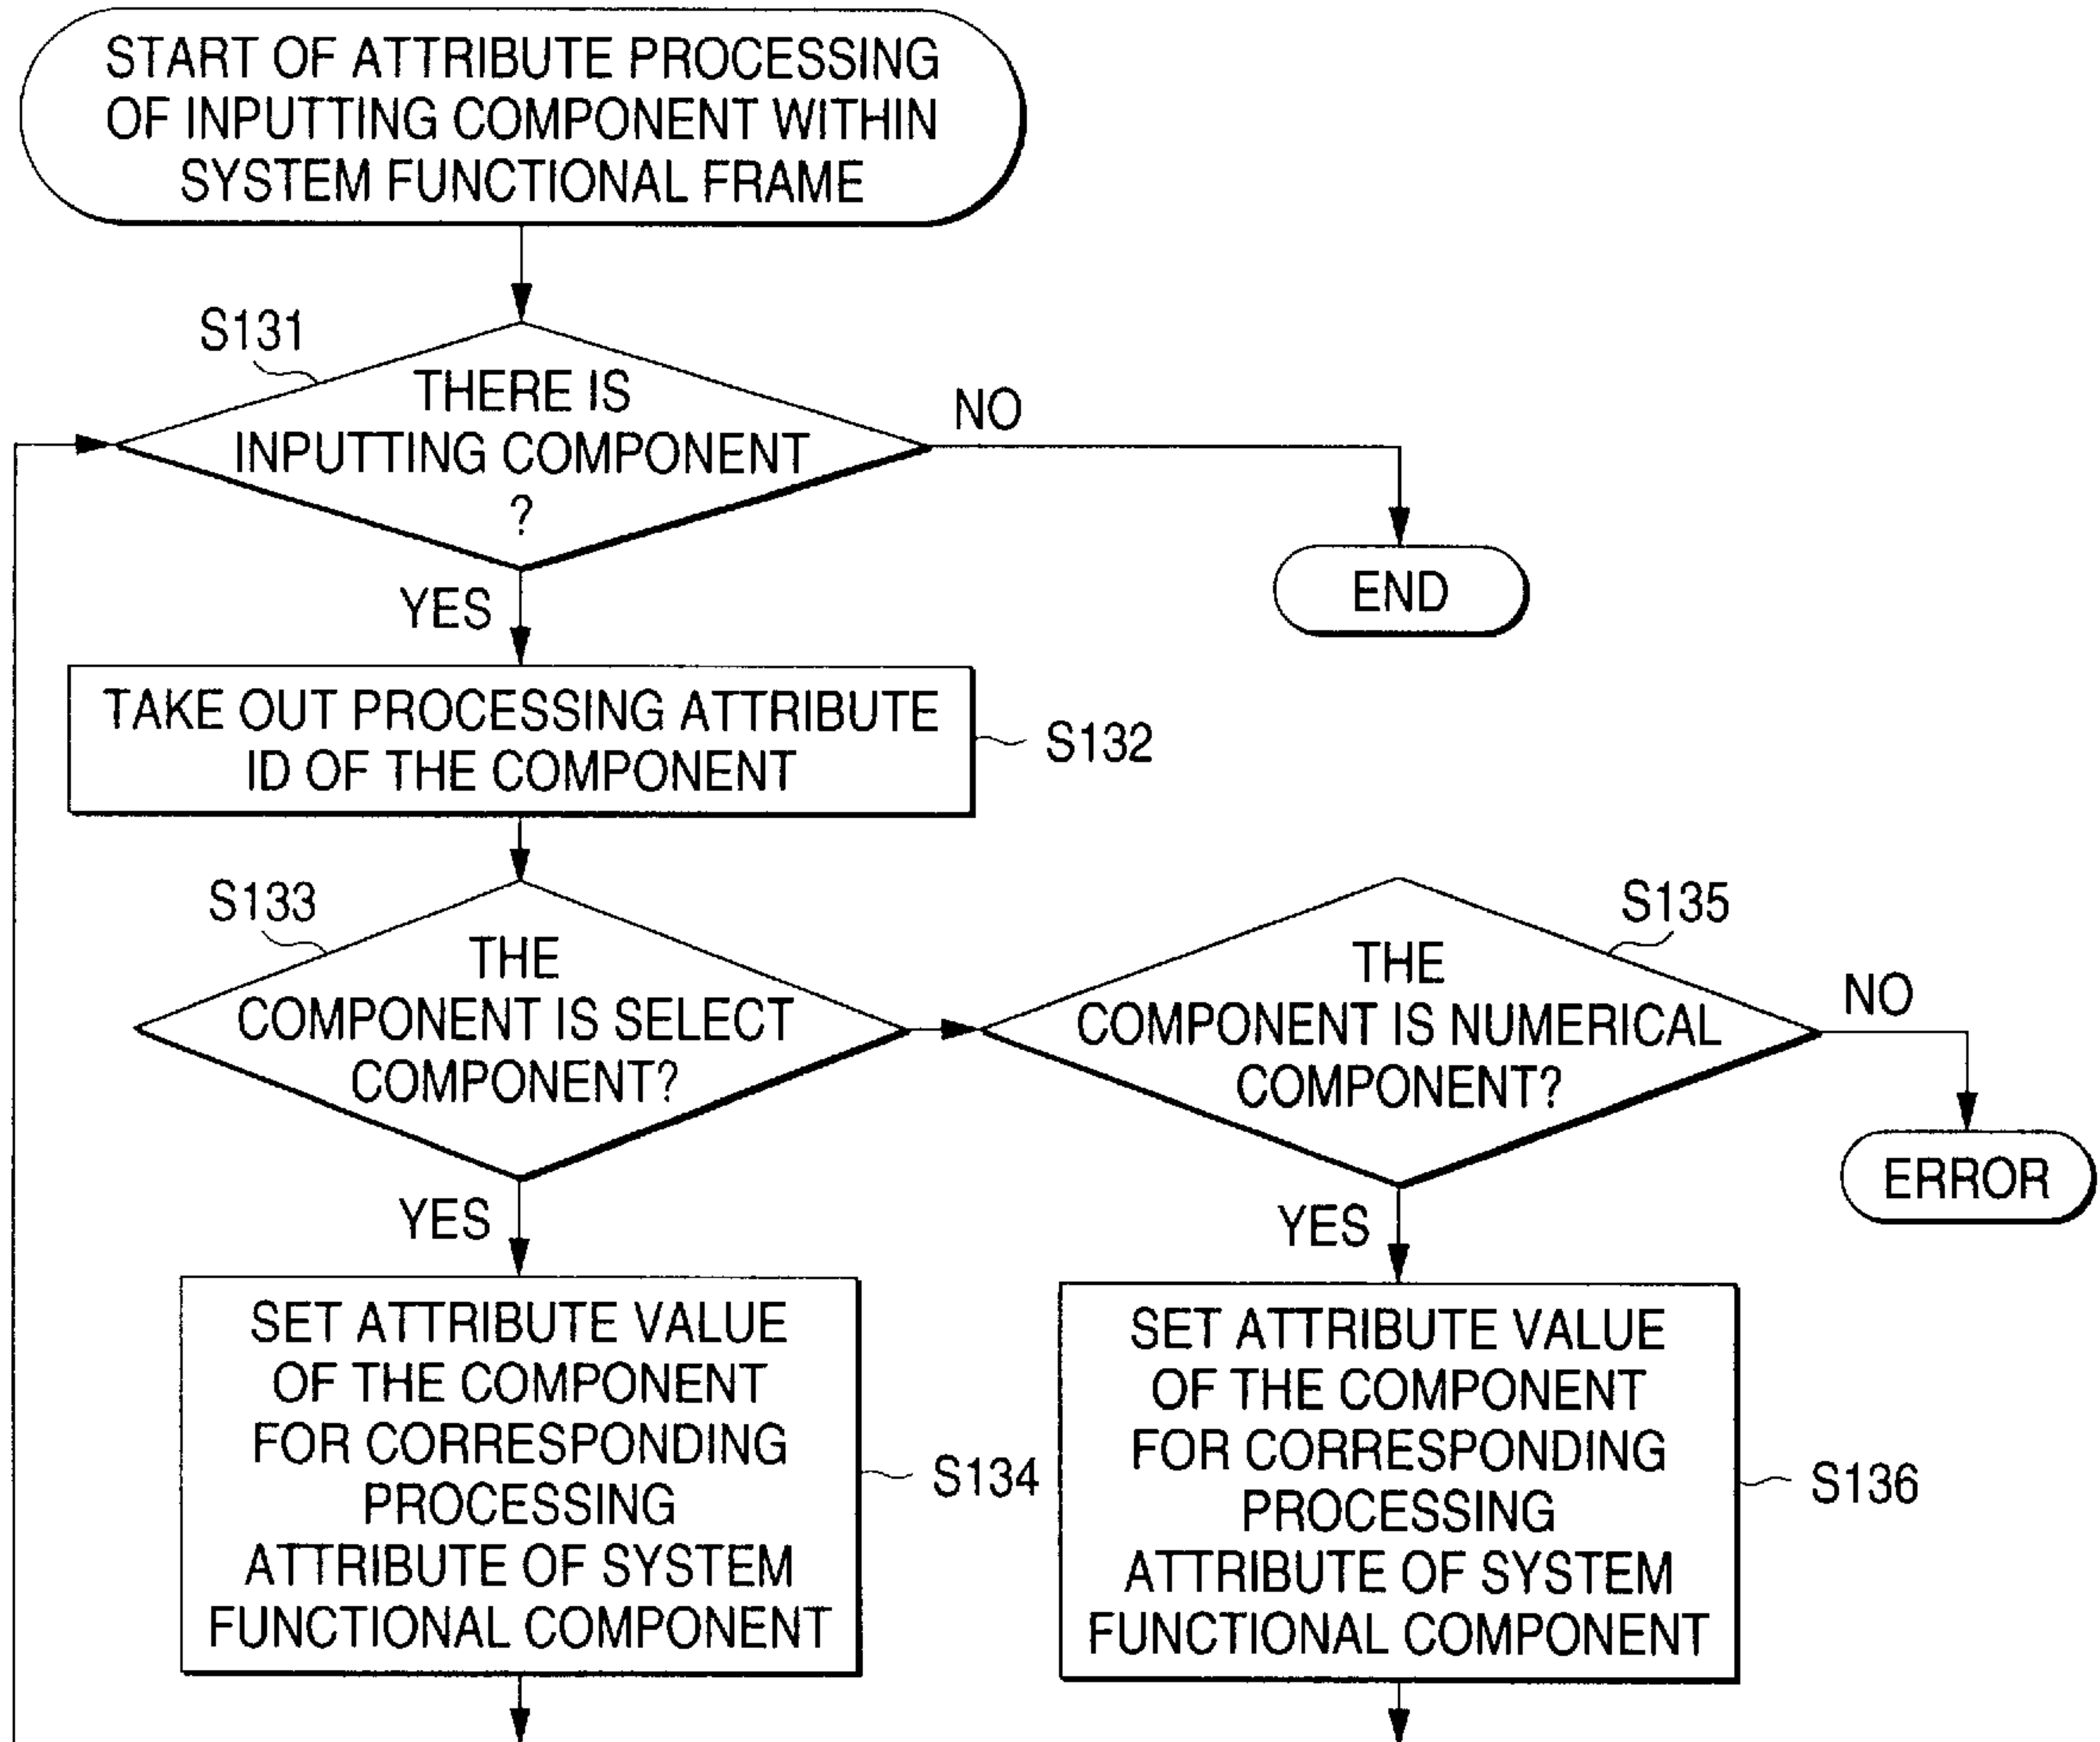 START OF ATTRIBUTE PROCESSING
OF INPUTTING COMPONENT WITHIN
SYSTEM FUNCTIONAL FRAME
S131
THERE IS
INPUTTING COMPONENT
?
NO
END
YES
TAKE OUT PROCESSING ATTRIBUTE
ID OF THE COMPONENT
S132
S133
THE
COMPONENT IS SELECT
COMPONENT?
S135
THE
COMPONENT IS NUMERICAL
COMPONENT?
NO
ERROR
YES
YES
SET ATTRIBUTE VALUE
OF THE COMPONENT
FOR CORRESPONDING
PROCESSING
ATTRIBUTE OF SYSTEM
FUNCTIONAL COMPONENT
S134
SET ATTRIBUTE VALUE
OF THE COMPONENT
FOR CORRESPONDING
PROCESSING
ATTRIBUTE OF SYSTEM
FUNCTIONAL COMPONENT
S136